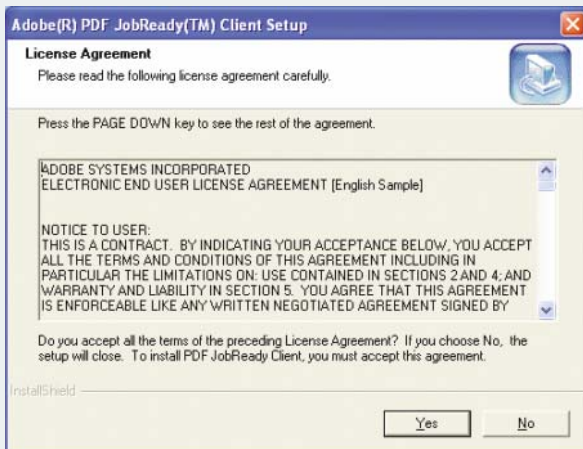 Adobe(R) PDF JobReady(TM) Client Setup
License Agreement
Please read the following license agreement carefully.
Press the PAGE DOWN key to see the rest of the agreement.
ADOBE SYSTEMS INCORPORATED
ELECTRONIC END USER LICENSE AGREEMENT [English Sample]
NOTICE TO USER:
THIS IS A CONTRACT.  BY INDICATING YOUR ACCEPTANCE BELOW, YOU ACCEPT
ALL THE TERMS AND CONDITIONS OF THIS AGREEMENT INCLUDING IN
PARTICULAR THE LIMITATIONS ON: USE CONTAINED IN SECTIONS 2 AND 4; AND
WARRANTY AND LIABILITY IN SECTION 5.  YOU AGREE THAT THIS AGREEMENT
IS ENFORCEABLE LIKE ANY WRITTEN NEGOTIATED AGREEMENT SIGNED BY
Do you accept all the terms of the preceding License Agreement?  If you choose No,  the
setup will close.  To install PDF JobReady Client, you must accept this agreement.
InstallShield
Yes No